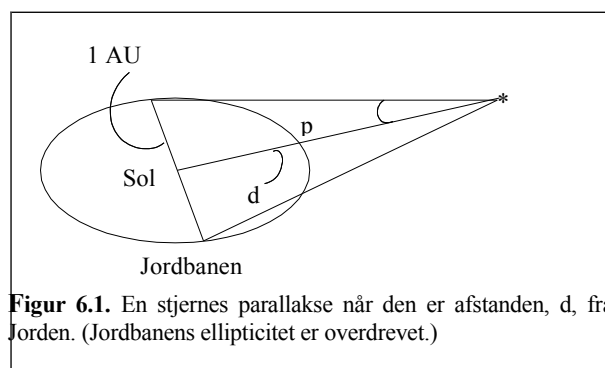 1 AU
*
p
Sol
d
Jordbanen
Figur 6.1. En stjernes parallakse når den er afstanden, d, fra
Jorden. (Jordbanens ellipticitet er overdrevet.)